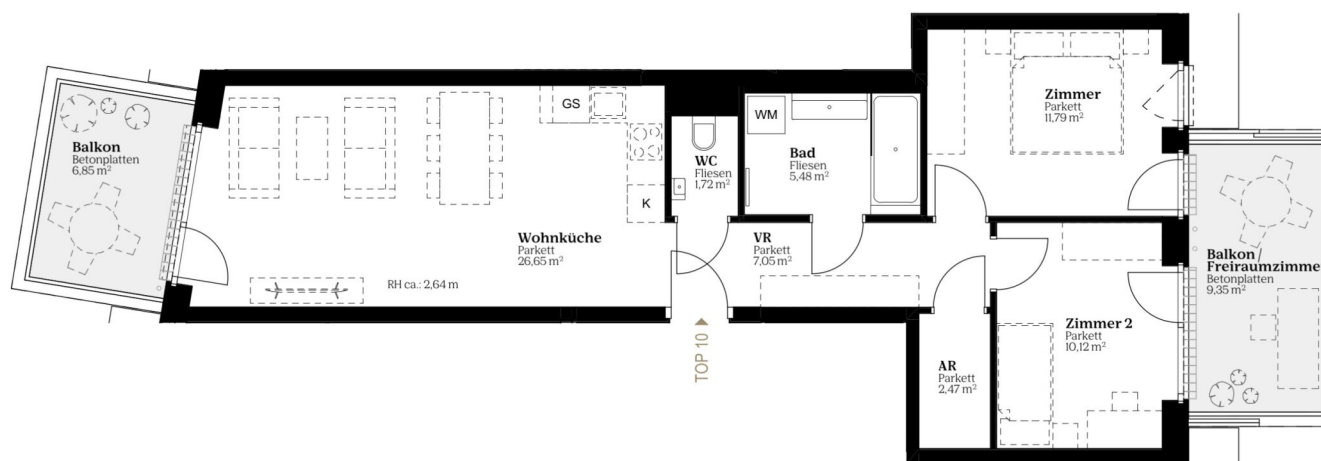 Balkon
Betonplatten
6,85 m²
Wohnküche
Parkett
26,65 m²
RH ca.: 2,64 m
GS
K
WC
Fliesen
1,72 m²
WM
Bad
Fliesen
5,48 m²
VR
Parkett
7,05 m²
TOP 10
Zimmer
Parkett
11,79 m²
Zimmer 2
Parkett
10,12 m²
AR
Parkett
2,47 m²
Balkon
Freiraumzimmer
Betonplatten
9,35 m²